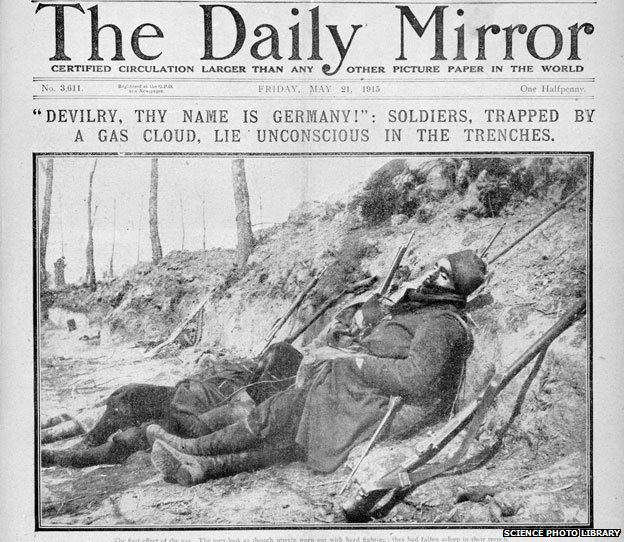 The Daily Mirror
CERTIFIED CIRCULATION LARGER THAN ANY OTHER PICTURE PAPER IN THE WORLD
No. 3,611. Registered at the G.P.O. as a Newspaper. FRIDAY, MAY 21, 1915 One Halfpenny.
"DEVILRY, THY NAME IS GERMANY!": SOLDIERS, TRAPPED BY
A GAS CLOUD, LIE UNCONSCIOUS IN THE TRENCHES.
The first effect of the gas. The men look as though utterly worn out with hard fighting; they had fallen asleep in their
SCIENCE PHOTO LIBRARY